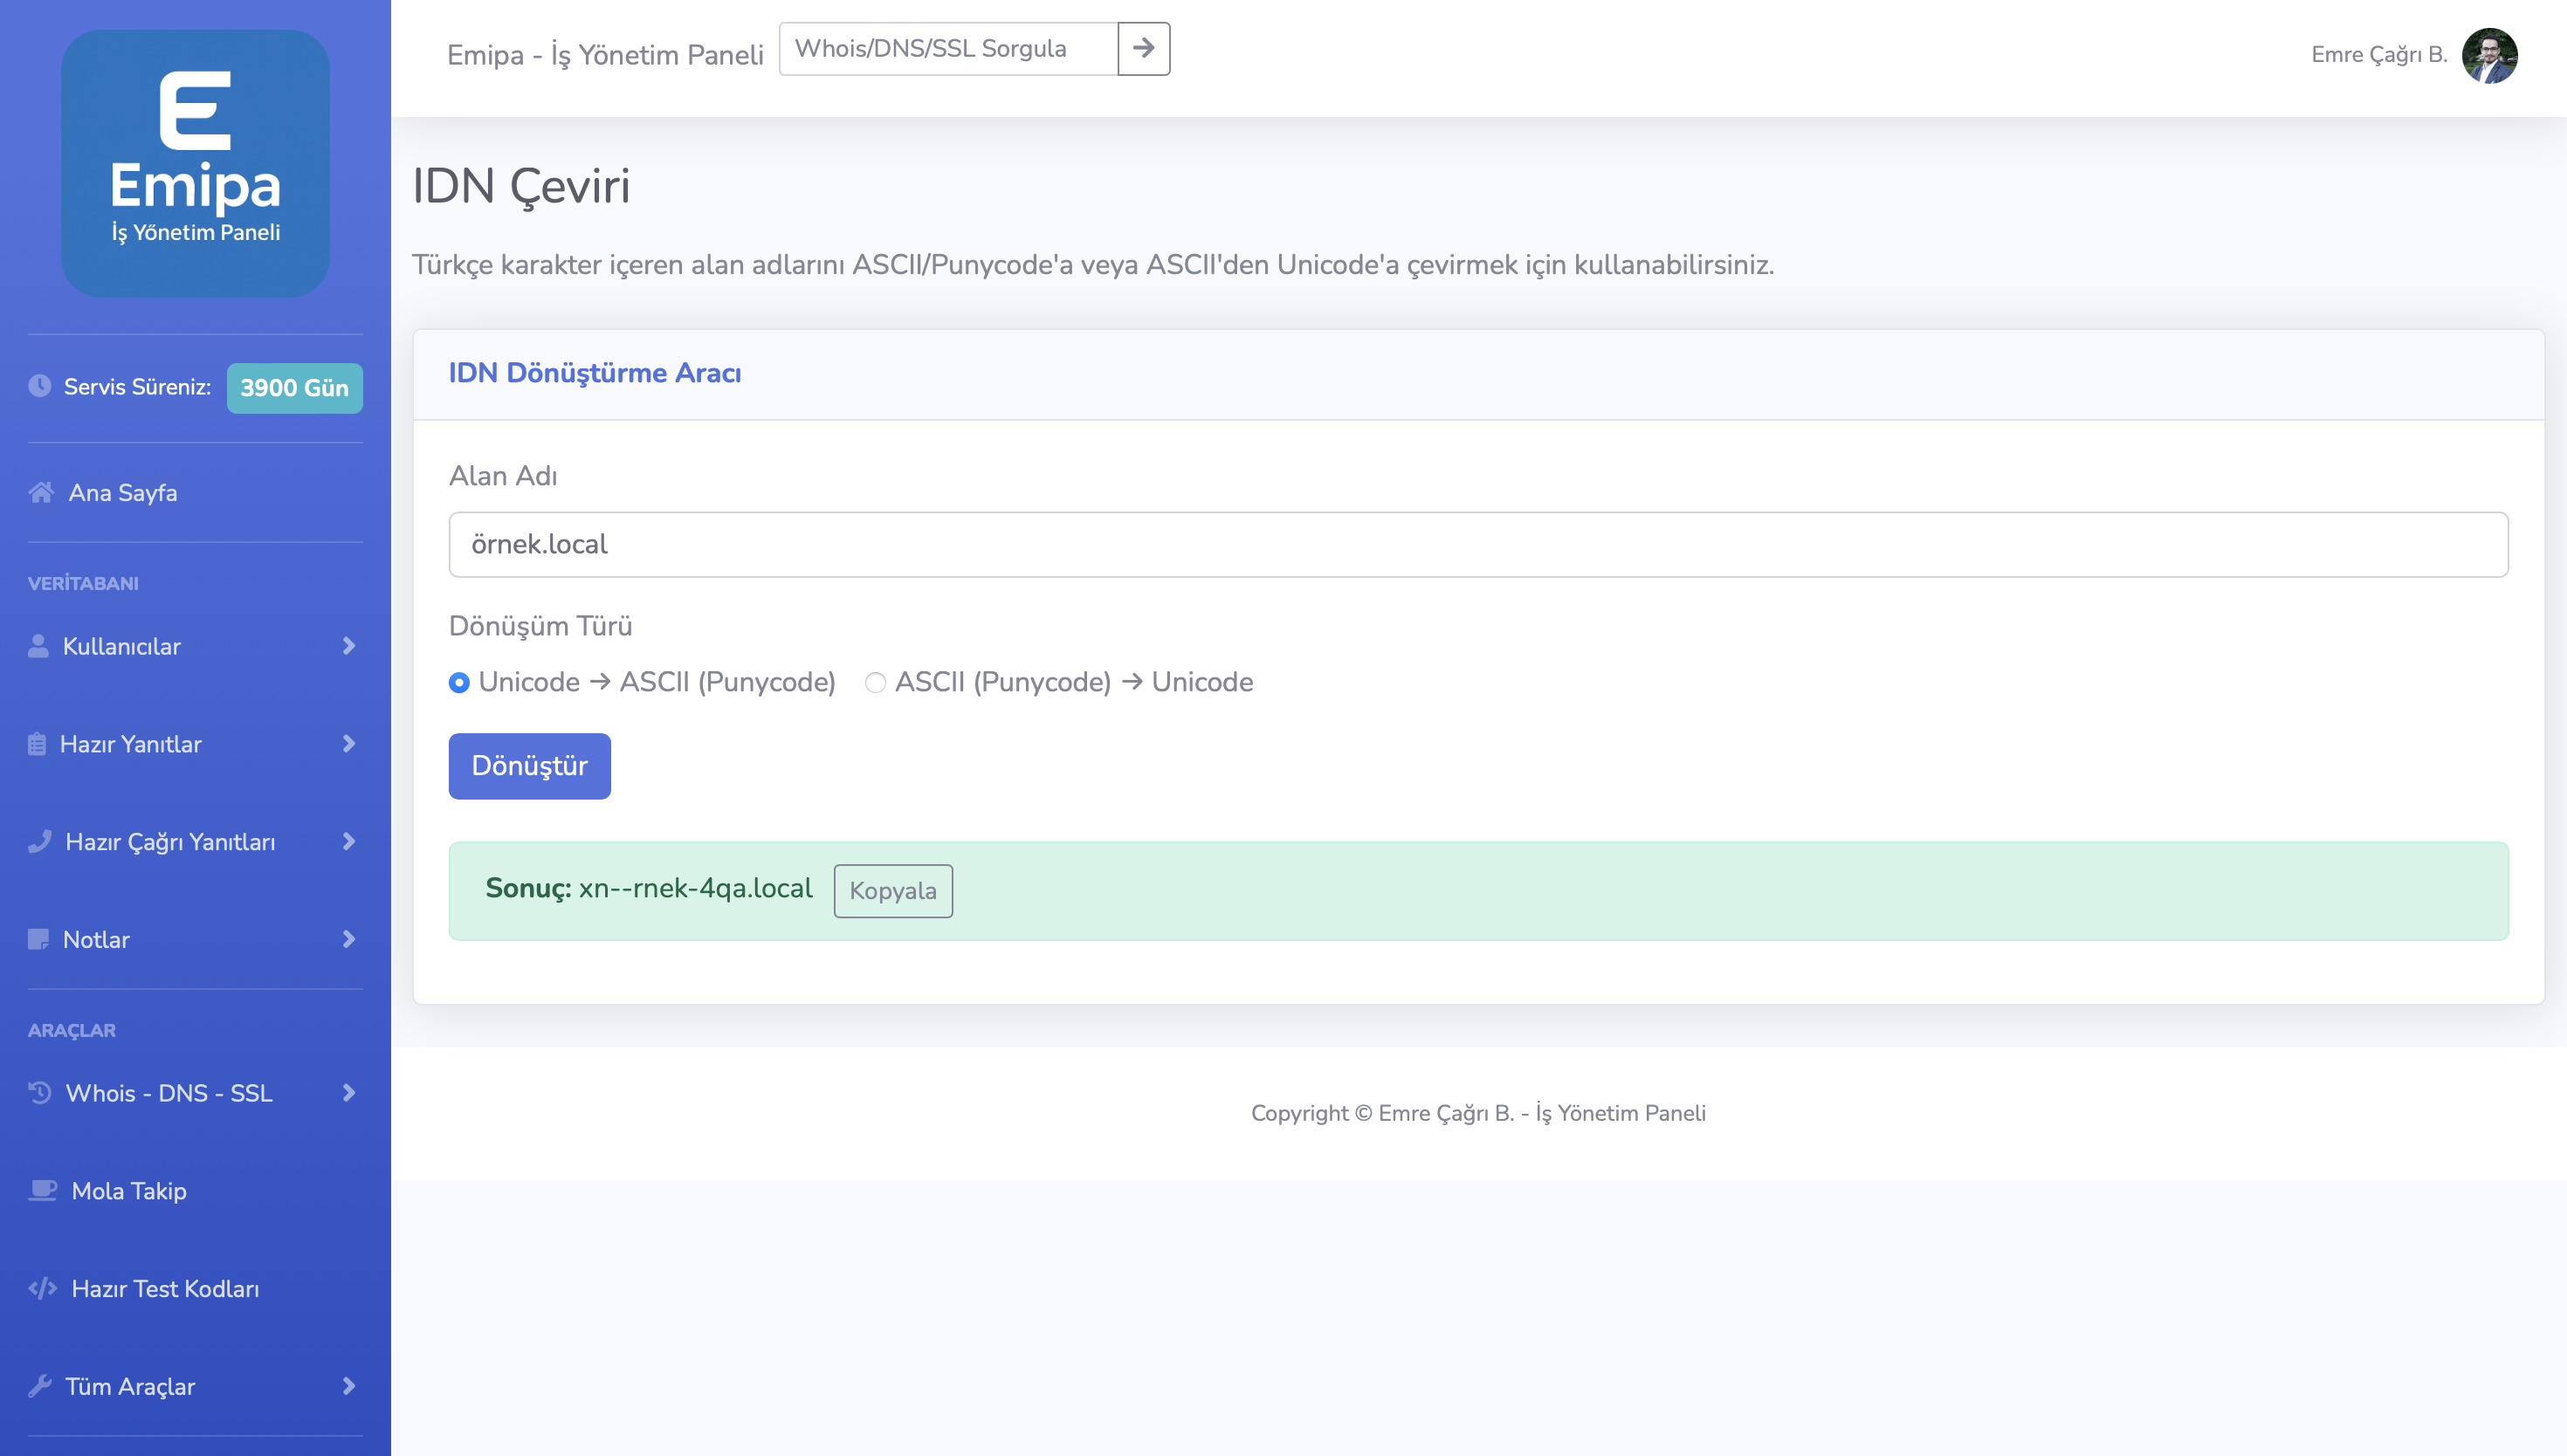 Emipa
İş Yönetim Paneli
Servis Süreniz: 3900 Gün
Ana Sayfa
VERİTABANI
Kullanıcılar
Hazır Yanıtlar
Hazır Çağrı Yanıtları
Notlar
ARAÇLAR
Whois - DNS - SSL
Mola Takip
Hazır Test Kodları
Tüm Araçlar
Emipa - İş Yönetim Paneli Whois/DNS/SSL Sorgula Emre Çağrı B.
IDN Çeviri
Türkçe karakter içeren alan adlarını ASCII/Punycode'a veya ASCII'den Unicode'a çevirmek için kullanabilirsiniz.
IDN Dönüştürme Aracı
Alan Adı
örnek.local
Dönüşüm Türü
Unicode → ASCII (Punycode) ASCII (Punycode) → Unicode
Dönüştür
Sonuç: xn--rnek-4qa.local Kopyala
Copyright © Emre Çağrı B. - İş Yönetim Paneli